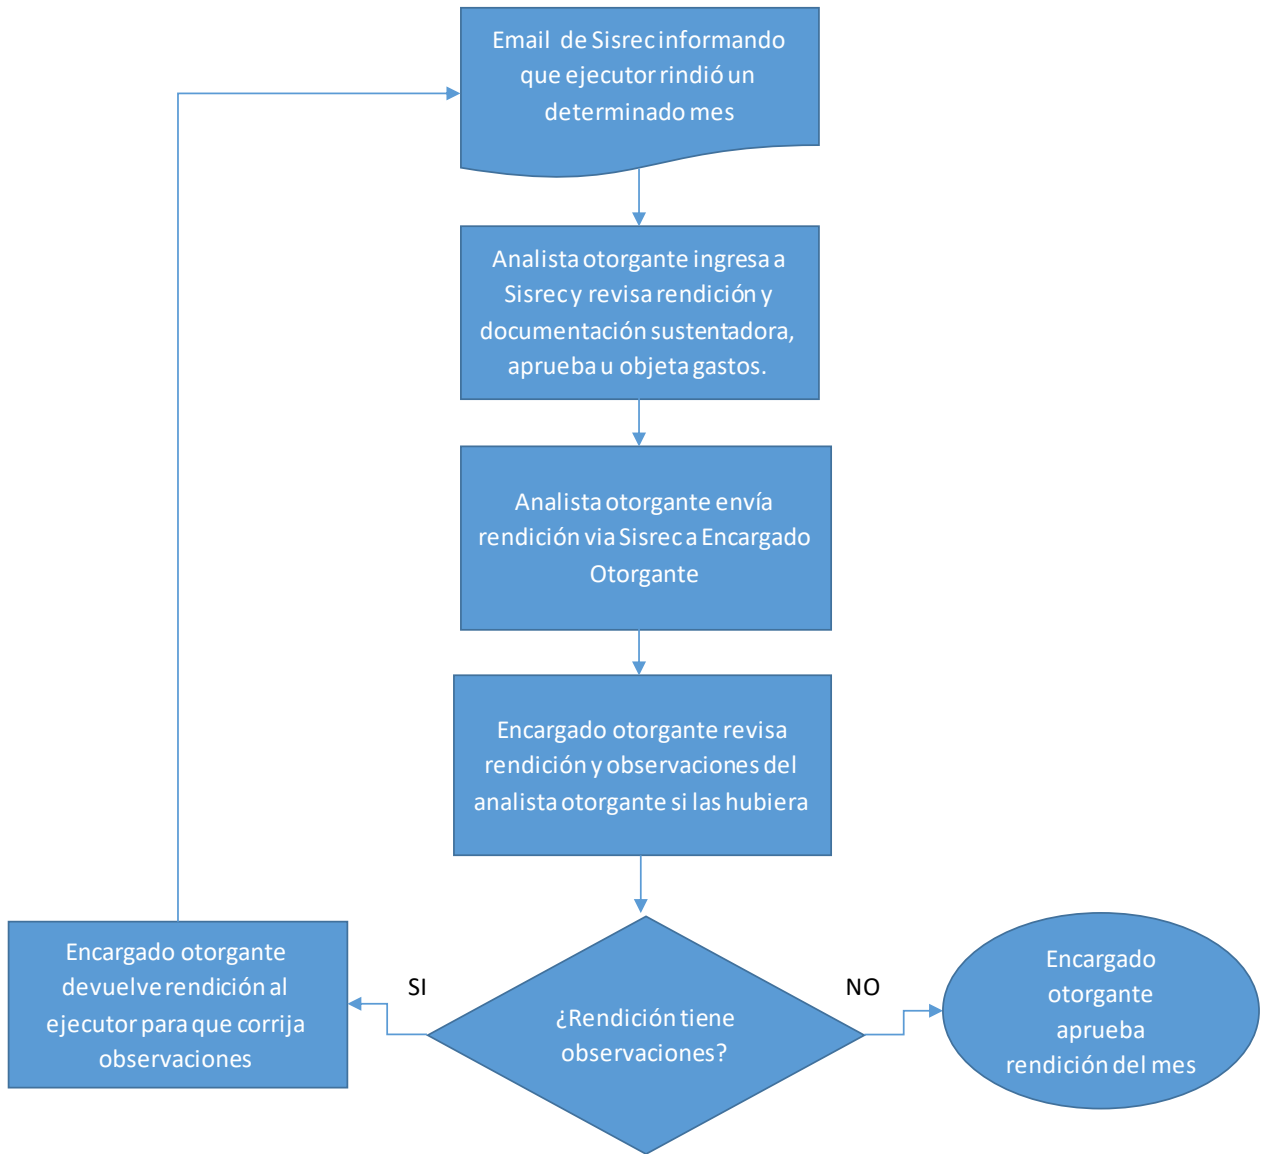 Email de Sisrec informando
que ejecutor rindió un
determinado mes
Analista otorgante ingresa a
Sisrec y revisa rendición y
documentación sustentadora,
aprueba u objeta gastos.
Analista otorgante envía
rendición via Sisrec a Encargado
Otorgante
Encargado otorgante revisa
rendición y observaciones del
analista otorgante si las hubiera
Encargado otorgante
devuelve rendición al
ejecutor para que corrija
observaciones
SI
¿Rendición tiene
observaciones?
NO
Encargado
otorgante
aprueba
rendición del mes